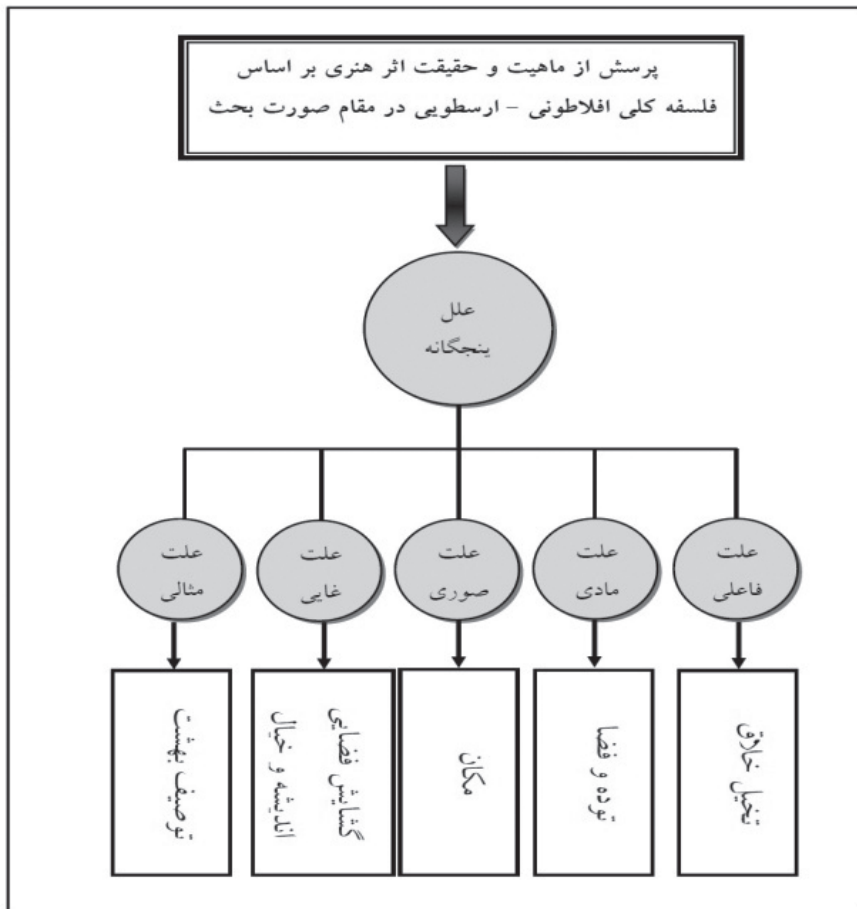 پرسش از ماهیت و حقیقت اثر هنری بر اساس
فلسفه کلی افلاطونی – ارسطویی در مقام صورت بحث
علل
پنجگانه
علت
فاعلی
علت
مادی
علت
صوری
علت
غایی
علت
مثالی
تخیل خلاق
توده و فضا
مکان
گشایش فضایی
اندیشه و خیال
توصیف بهشت